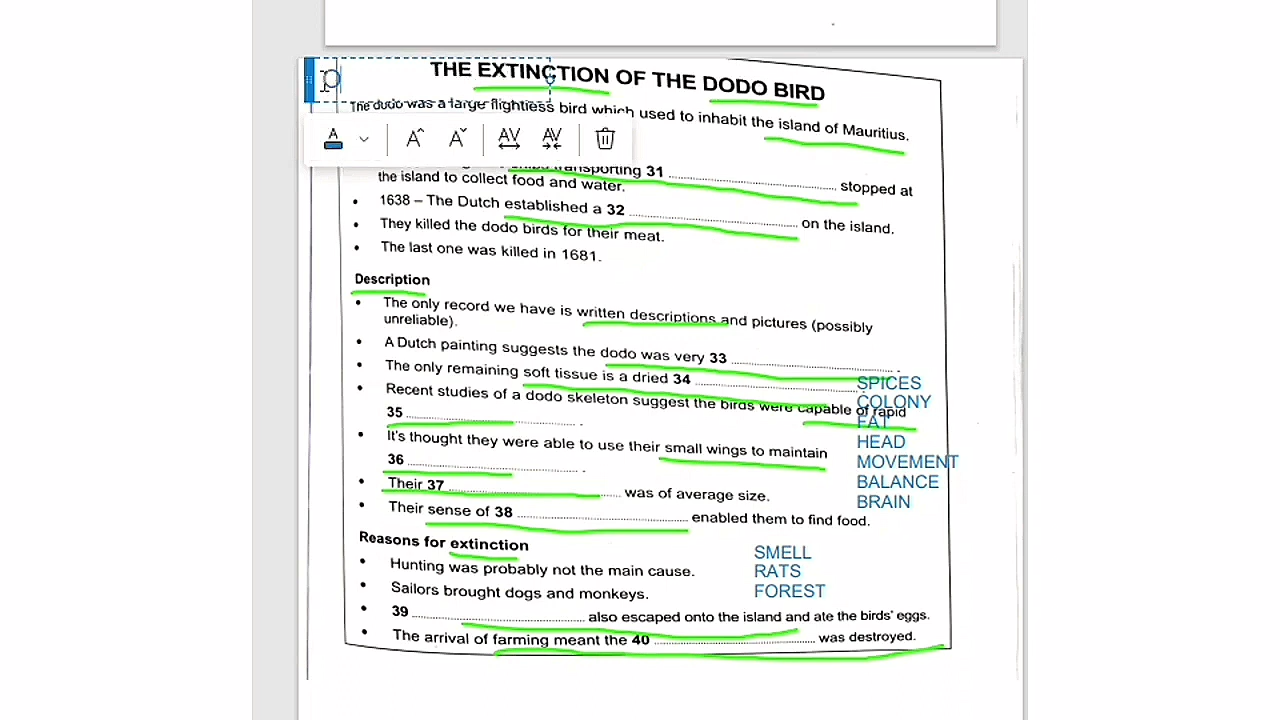 THE EXTINCTION OF THE DODO BIRD
The dodo was a large flightless bird which used to inhabit the island of Mauritius.
A A^ A˅ AV AV
transporting 31 .................... stopped at
the island to collect food and water.
• 1638 – The Dutch established a 32 .................... on the island.
• They killed the dodo birds for their meat.
• The last one was killed in 1681.
Description
• The only record we have is written descriptions and pictures (possibly
unreliable).
• A Dutch painting suggests the dodo was very 33 .................... .
• The only remaining soft tissue is a dried 34 .................... .
• Recent studies of a dodo skeleton suggest the birds were capable of rapid
35 .................... .
• It's thought they were able to use their small wings to maintain
36 .................... .
• Their 37 .................... was of average size.
• Their sense of 38 .................... enabled them to find food.
SPICES
COLONY
FAT
HEAD
MOVEMENT
BALANCE
BRAIN
Reasons for extinction
• Hunting was probably not the main cause.
• Sailors brought dogs and monkeys.
• 39 .................... also escaped onto the island and ate the birds' eggs.
• The arrival of farming meant the 40 .................... was destroyed.
SMELL
RATS
FOREST